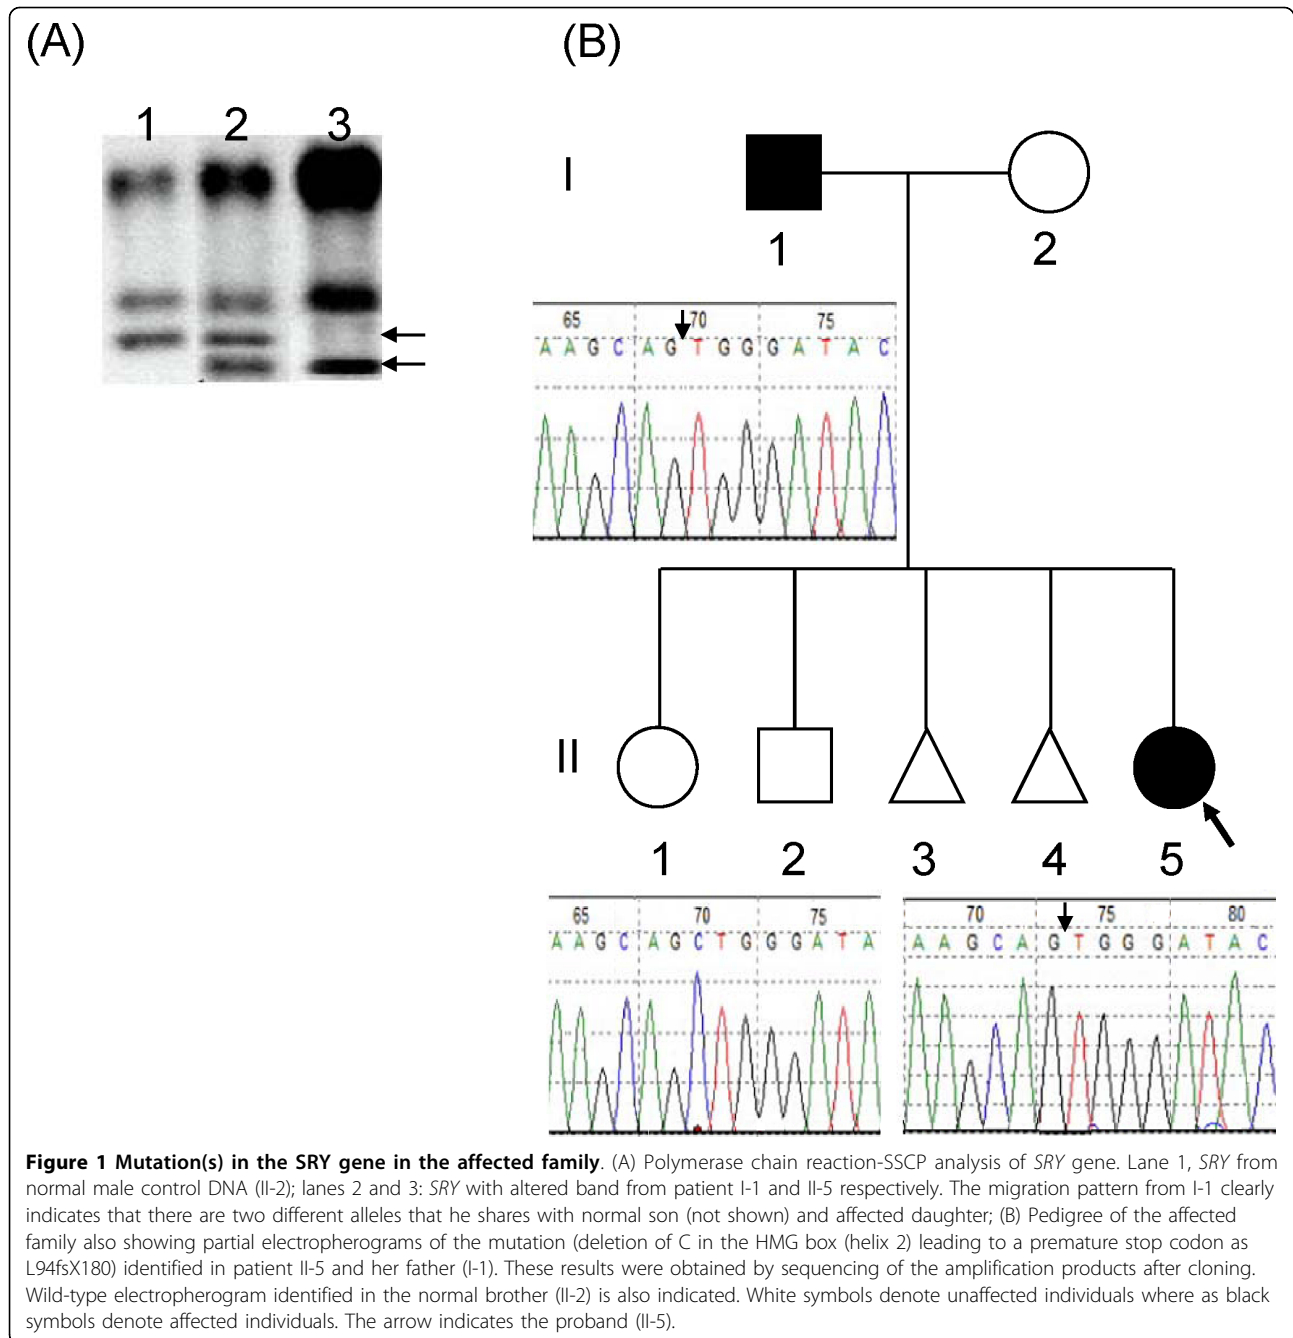 (A)
(B)
1 2 3
I
1
2
65 70 75
A A G C A G T G G G A T A C
II
1 2 3 4 5
65 70 75
A A G C A G C T G G G A T A
70 75 80
A A G C A G T G G G A T A C
Figure 1 Mutation(s) in the SRY gene in the affected family. (A) Polymerase chain reaction-SSCP analysis of SRY gene. Lane 1, SRY from
normal male control DNA (II-2); lanes 2 and 3: SRY with altered band from patient I-1 and II-5 respectively. The migration pattern from I-1 clearly
indicates that there are two different alleles that he shares with normal son (not shown) and affected daughter; (B) Pedigree of the affected
family also showing partial electropherograms of the mutation (deletion of C in the HMG box (helix 2) leading to a premature stop codon as
L94fsX180) identified in patient II-5 and her father (I-1). These results were obtained by sequencing of the amplification products after cloning.
Wild-type electropherogram identified in the normal brother (II-2) is also indicated. White symbols denote unaffected individuals where as black
symbols denote affected individuals. The arrow indicates the proband (II-5).